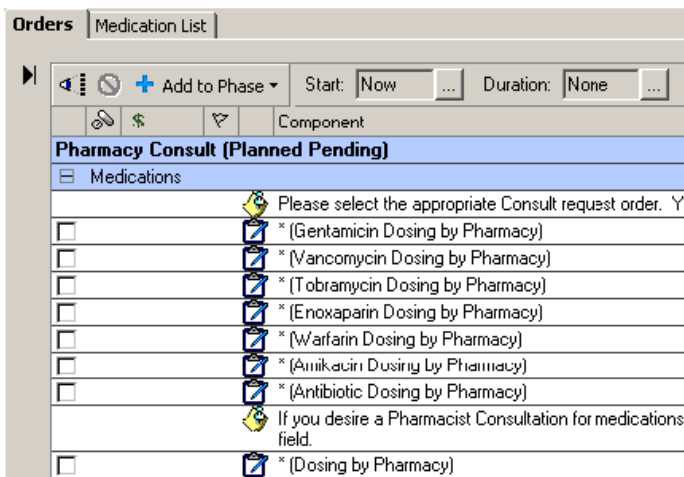 Orders Medication List
Add to Phase Start: Now ... Duration: None ...
$ Component
Pharmacy Consult (Planned Pending)
Medications
Please select the appropriate Consult request order. Y
* (Gentamicin Dosing by Pharmacy)
* (Vancomycin Dosing by Pharmacy)
* (Tobramycin Dosing by Pharmacy)
* (Enoxaparin Dosing by Pharmacy)
* (Warfarin Dosing by Pharmacy)
* (Amikacin Dosing by Pharmacy)
* (Antibiotic Dosing by Pharmacy)
If you desire a Pharmacist Consultation for medications
field.
* (Dosing by Pharmacy)